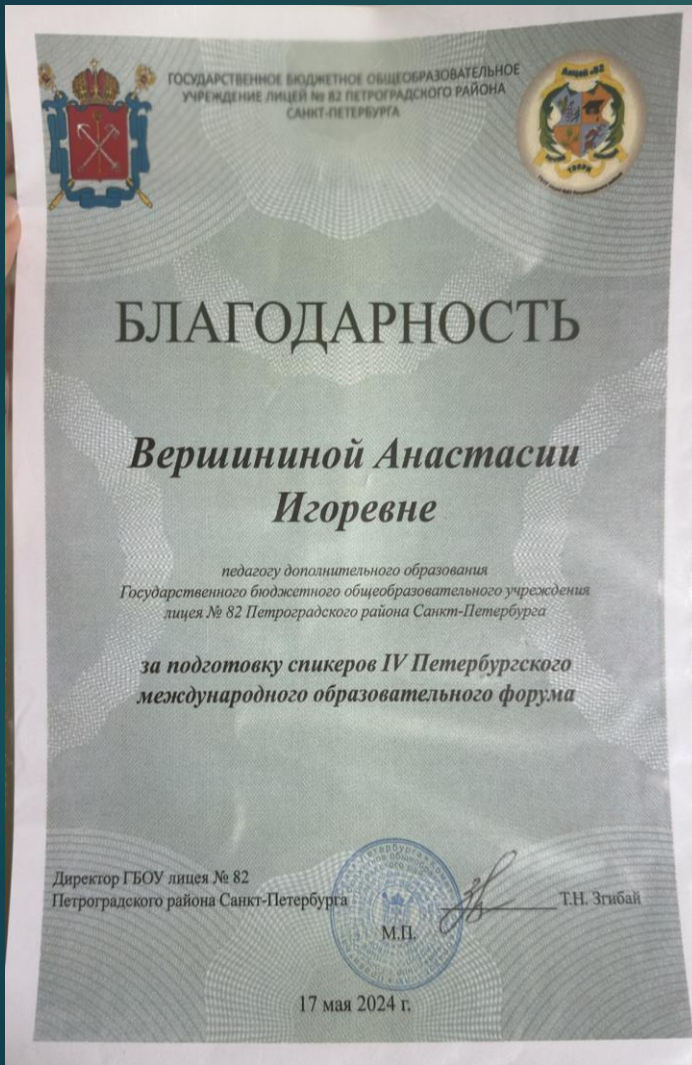 ГОСУДАРСТВЕННОЕ БЮДЖЕТНОЕ ОБЩЕОБРАЗОВАТЕЛЬНОЕ
УЧРЕЖДЕНИЕ ЛИЦЕЙ № 82 ПЕТРОГРАДСКОГО РАЙОНА
САНКТ-ПЕТЕРБУРГА
Лицей №82
БЛАГОДАРНОСТЬ
Вершининой Анастасии
Игоревне
педагогу дополнительного образования
Государственного бюджетного общеобразовательного учреждения
лицея № 82 Петроградского района Санкт-Петербурга
за подготовку спикеров IV Петербургского
международного образовательного форума
Директор ГБОУ лицея № 82
Петроградского района Санкт-Петербурга
Т.Н. Згибай
М.П.
17 мая 2024 г.